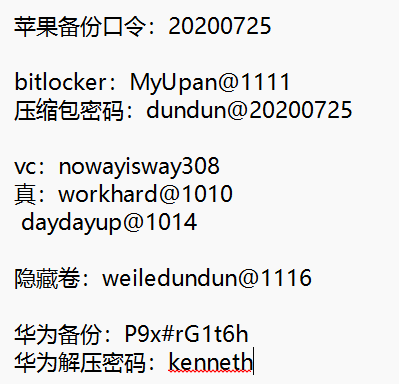 苹果备份口令：20200725
bitlocker：MyUpan@1111
压缩包密码：dundun@20200725
vc：nowayisway308
真：workhard@1010
daydayup@1014
隐藏卷：weiledundun@1116
华为备份：P9x#rG1t6h
华为解压密码：kenneth